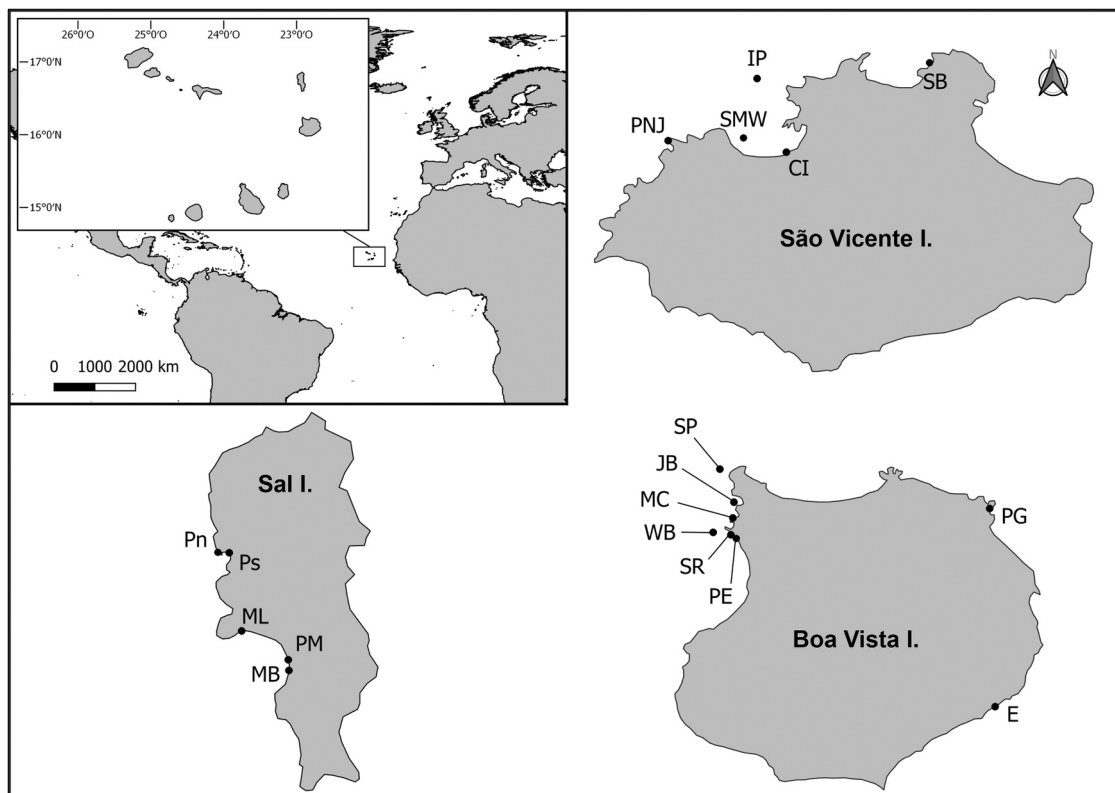 26°0'O 25°0'O 24°0'O 23°0'O
17°0'N
16°0'N
15°0'N
0 1000 2000 km
IP
SB
N
PNJ
SMW
CI
São Vicente I.
Sal I.
Pn
Ps
ML
PM
MB
SP
JB
MC
WB
SR
PE
PG
Boa Vista I.
E